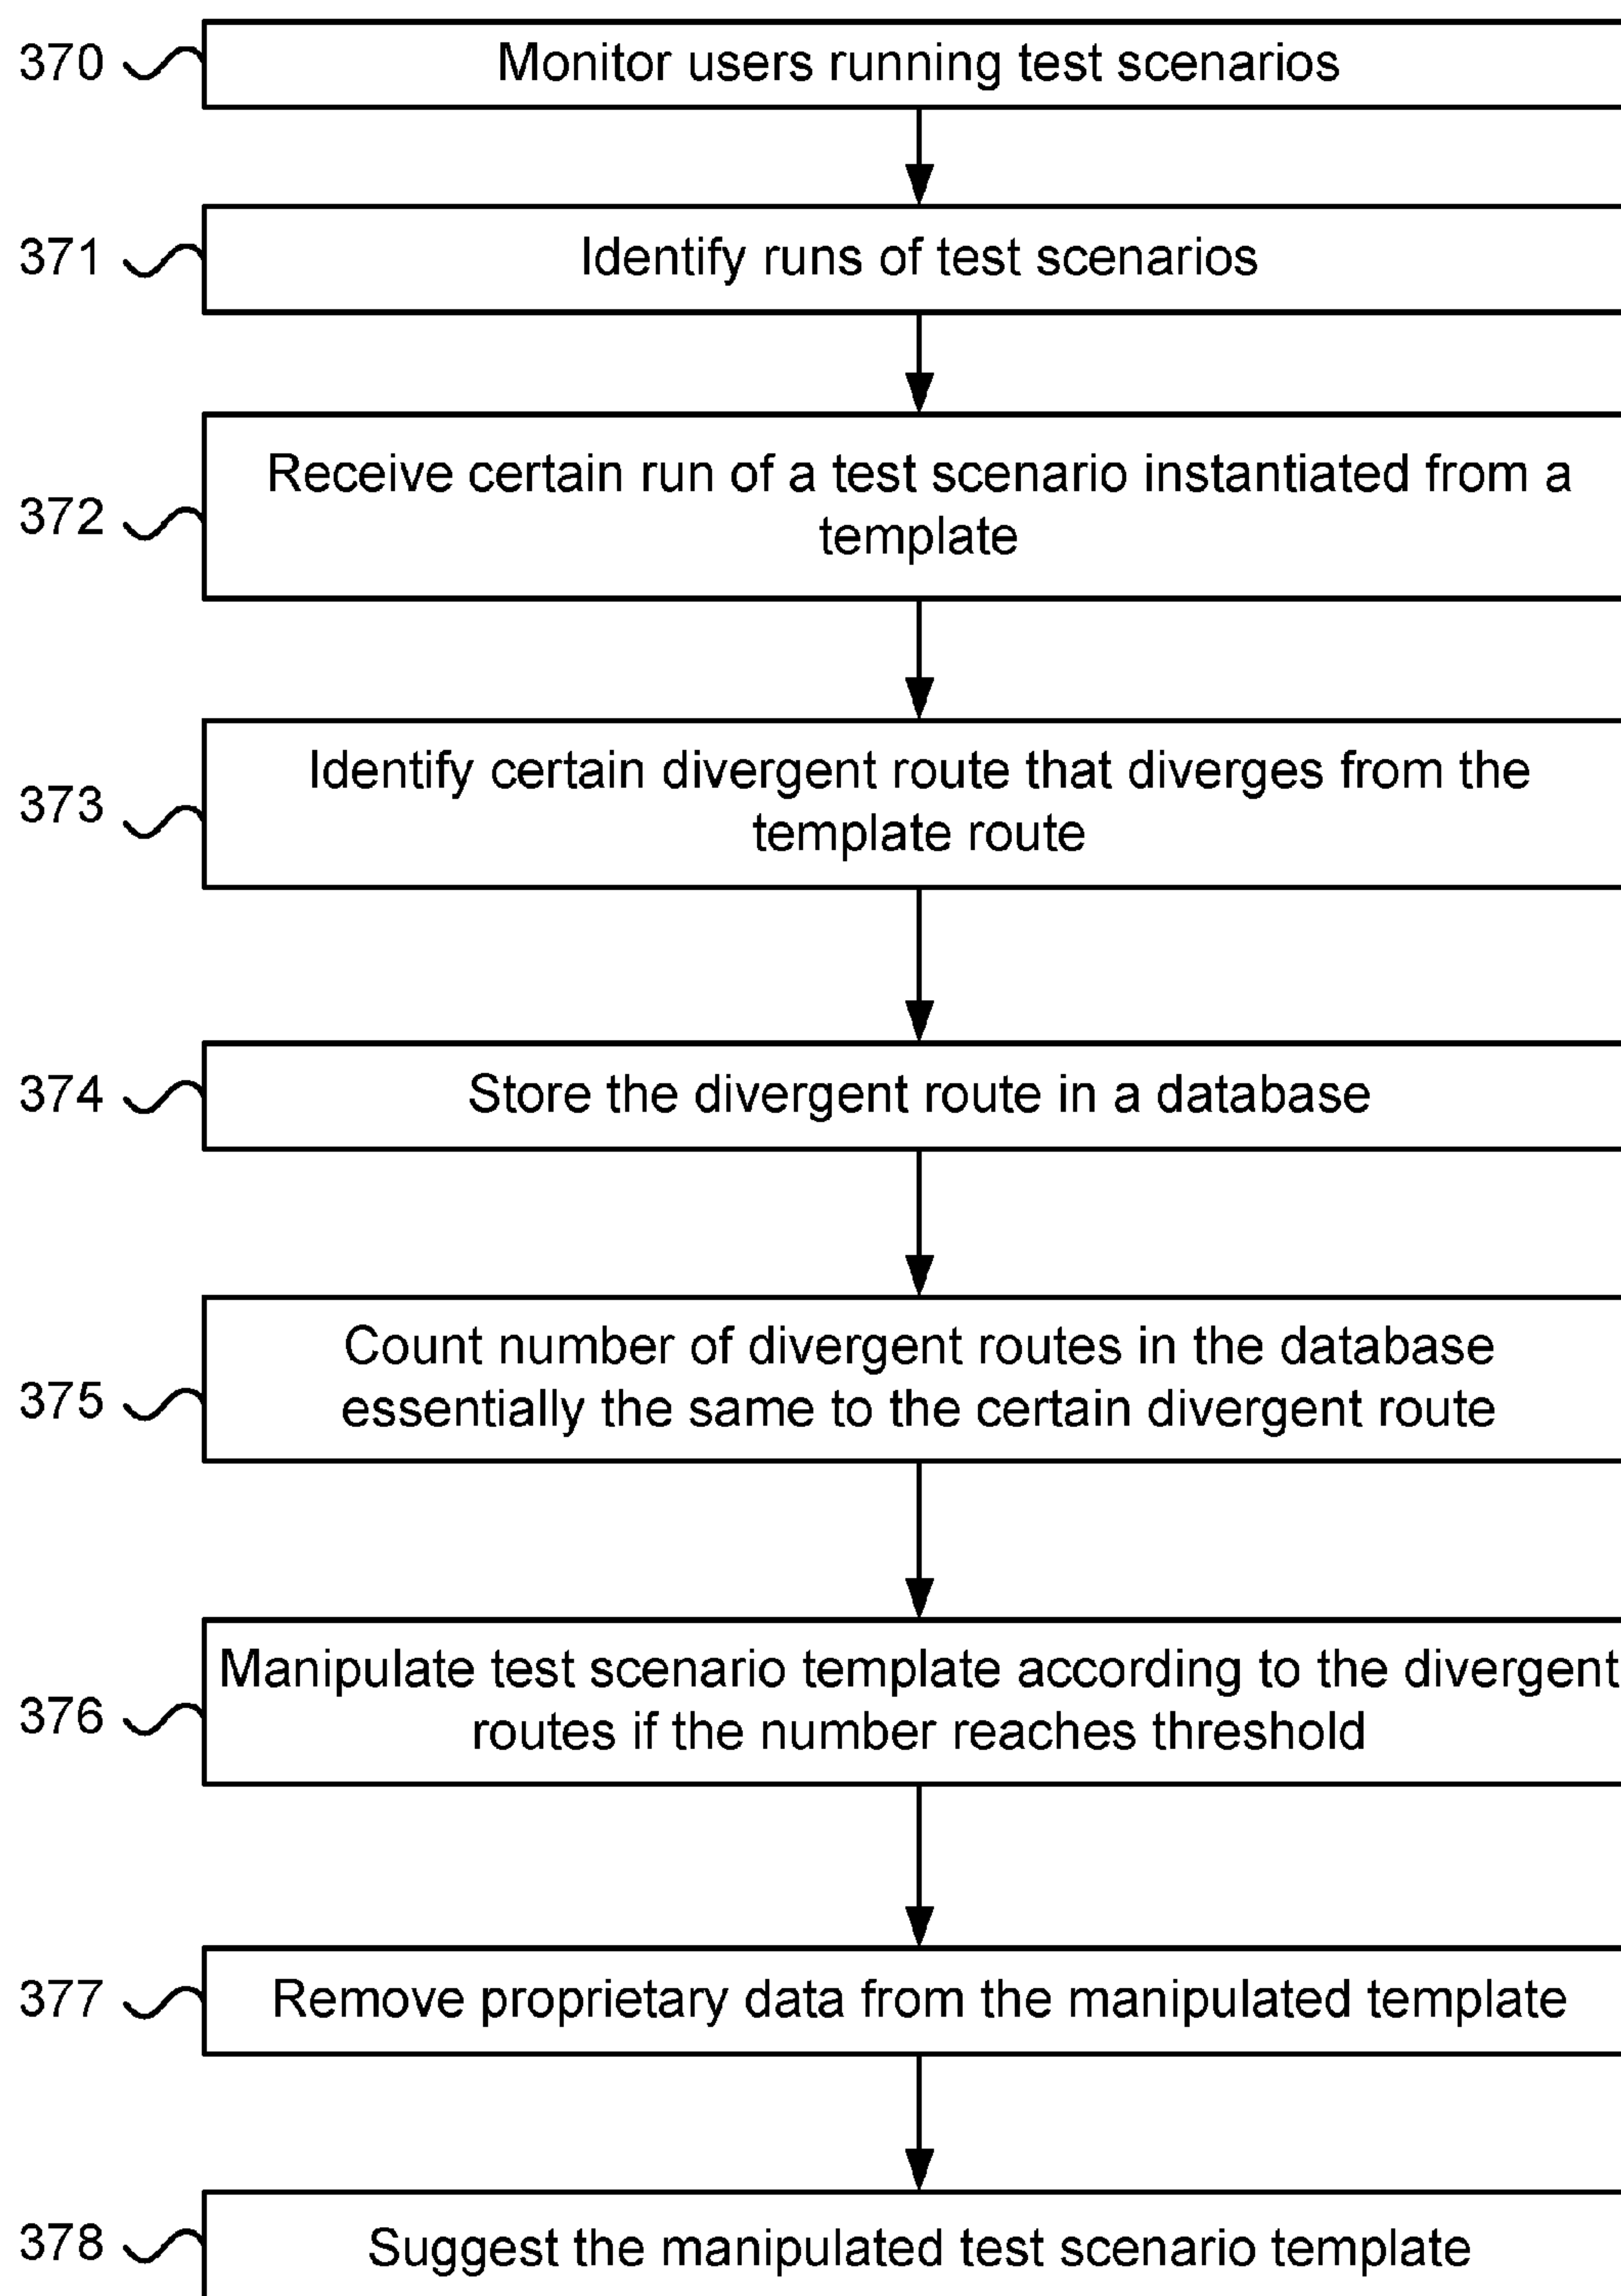 370
Monitor users running test scenarios
371
Identify runs of test scenarios
372
Receive certain run of a test scenario instantiated from a
template
373
Identify certain divergent route that diverges from the
template route
374
Store the divergent route in a database
375
Count number of divergent routes in the database
essentially the same to the certain divergent route
376
Manipulate test scenario template according to the divergent
routes if the number reaches threshold
377
Remove proprietary data from the manipulated template
378
Suggest the manipulated test scenario template